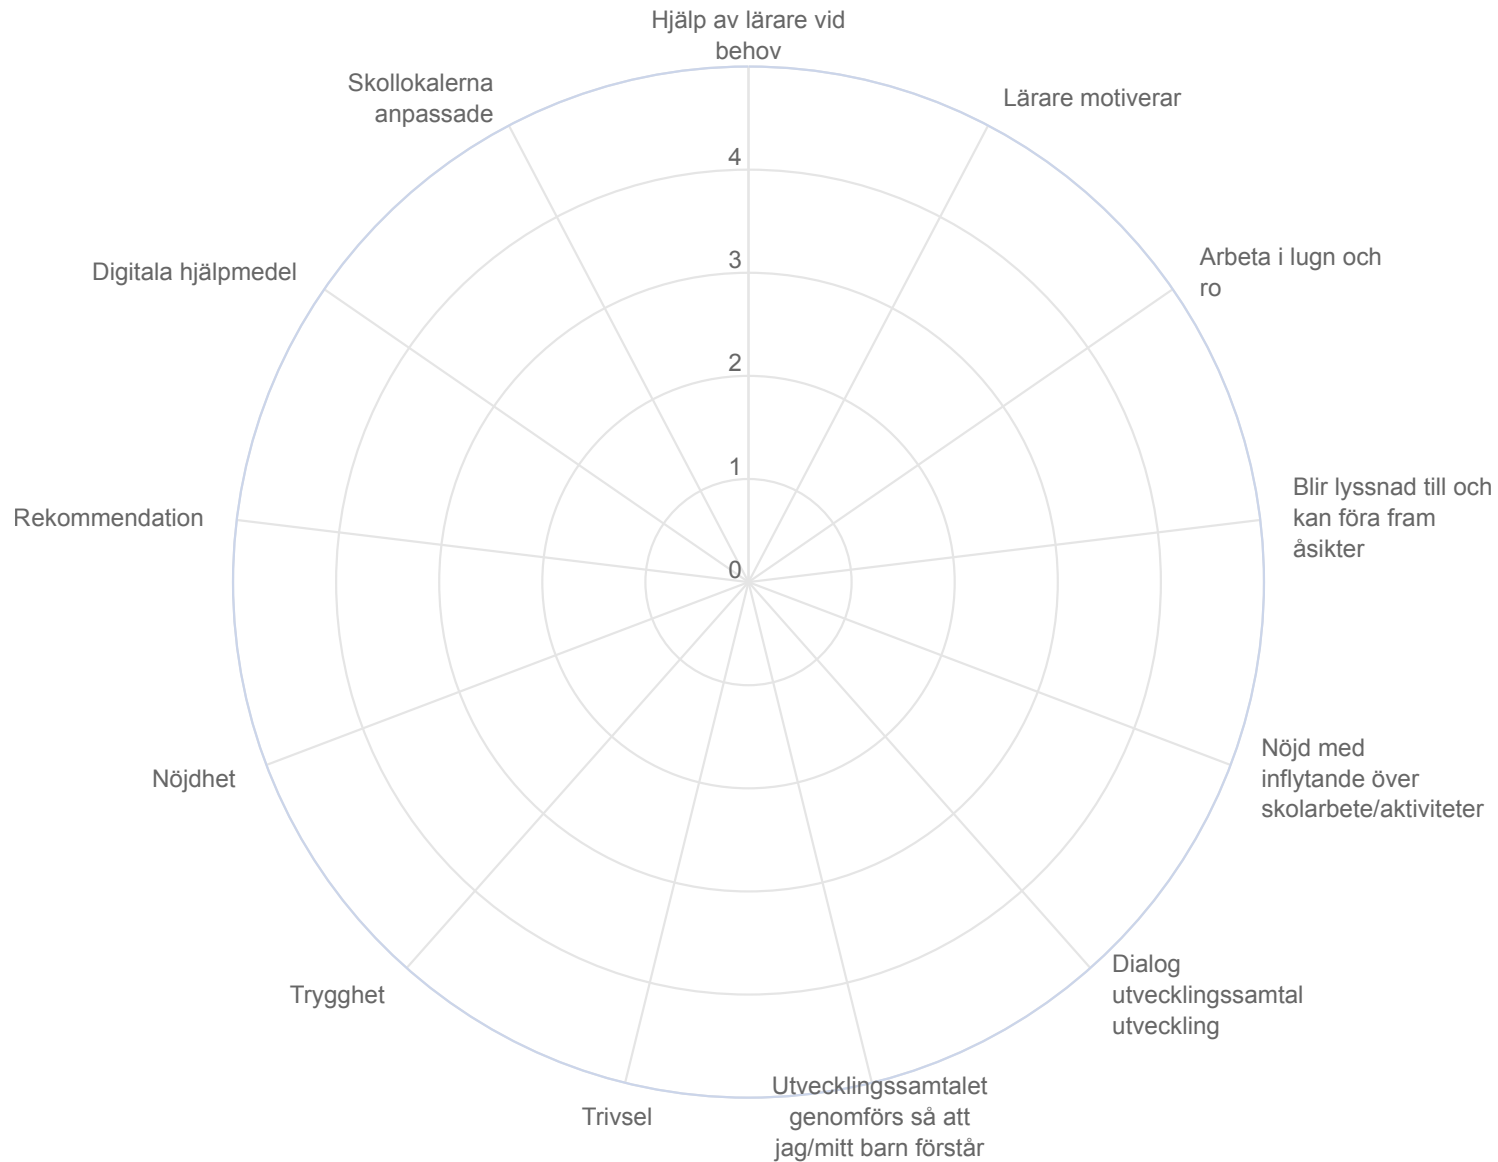 Hjälp av lärare vid
behov
Lärare motiverar
Arbeta i lugn och
ro
Blir lyssnad till och
kan föra fram
åsikter
Nöjd med
inflytande över
skolarbete/aktiviteter
Dialog
utvecklingssamtal
utveckling
Utvecklingssamtalet
genomförs så att
jag/mitt barn förstår
Trivsel
Trygghet
Nöjdhet
Rekommendation
Digitala hjälpmedel
Skollokalerna
anpassade
4
3
2
1
0